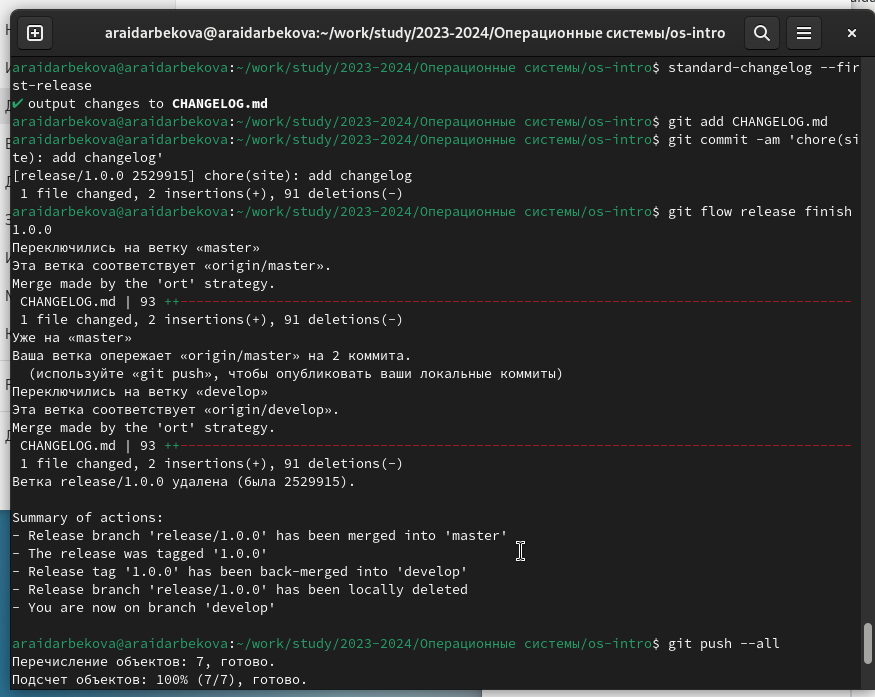 araidarbekova@araidarbekova:~/work/study/2023-2024/Операционные системы/os-intro
araidarbekova@araidarbekova:~/work/study/2023-2024/Операционные системы/os-intro$ standard-changelog --fir
st-release
✔ output changes to CHANGELOG.md
araidarbekova@araidarbekova:~/work/study/2023-2024/Операционные системы/os-intro$ git add CHANGELOG.md
araidarbekova@araidarbekova:~/work/study/2023-2024/Операционные системы/os-intro$ git commit -am 'chore(si
te): add changelog'
[release/1.0.0 2529915] chore(site): add changelog
 1 file changed, 2 insertions(+), 91 deletions(-)
araidarbekova@araidarbekova:~/work/study/2023-2024/Операционные системы/os-intro$ git flow release finish
1.0.0
Переключились на ветку «master»
Эта ветка соответствует «origin/master».
Merge made by the 'ort' strategy.
 CHANGELOG.md | 93 ++-------------------------------------------------------------------------------------
 1 file changed, 2 insertions(+), 91 deletions(-)
Уже на «master»
Ваша ветка опережает «origin/master» на 2 коммита.
  (используйте «git push», чтобы опубликовать ваши локальные коммиты)
Переключились на ветку «develop»
Эта ветка соответствует «origin/develop».
Merge made by the 'ort' strategy.
 CHANGELOG.md | 93 ++-------------------------------------------------------------------------------------
 1 file changed, 2 insertions(+), 91 deletions(-)
Ветка release/1.0.0 удалена (была 2529915).
Summary of actions:
- Release branch 'release/1.0.0' has been merged into 'master'
- The release was tagged '1.0.0'
- Release tag '1.0.0' has been back-merged into 'develop'
- Release branch 'release/1.0.0' has been locally deleted
- You are now on branch 'develop'
araidarbekova@araidarbekova:~/work/study/2023-2024/Операционные системы/os-intro$ git push --all
Перечисление объектов: 7, готово.
Подсчет объектов: 100% (7/7), готово.